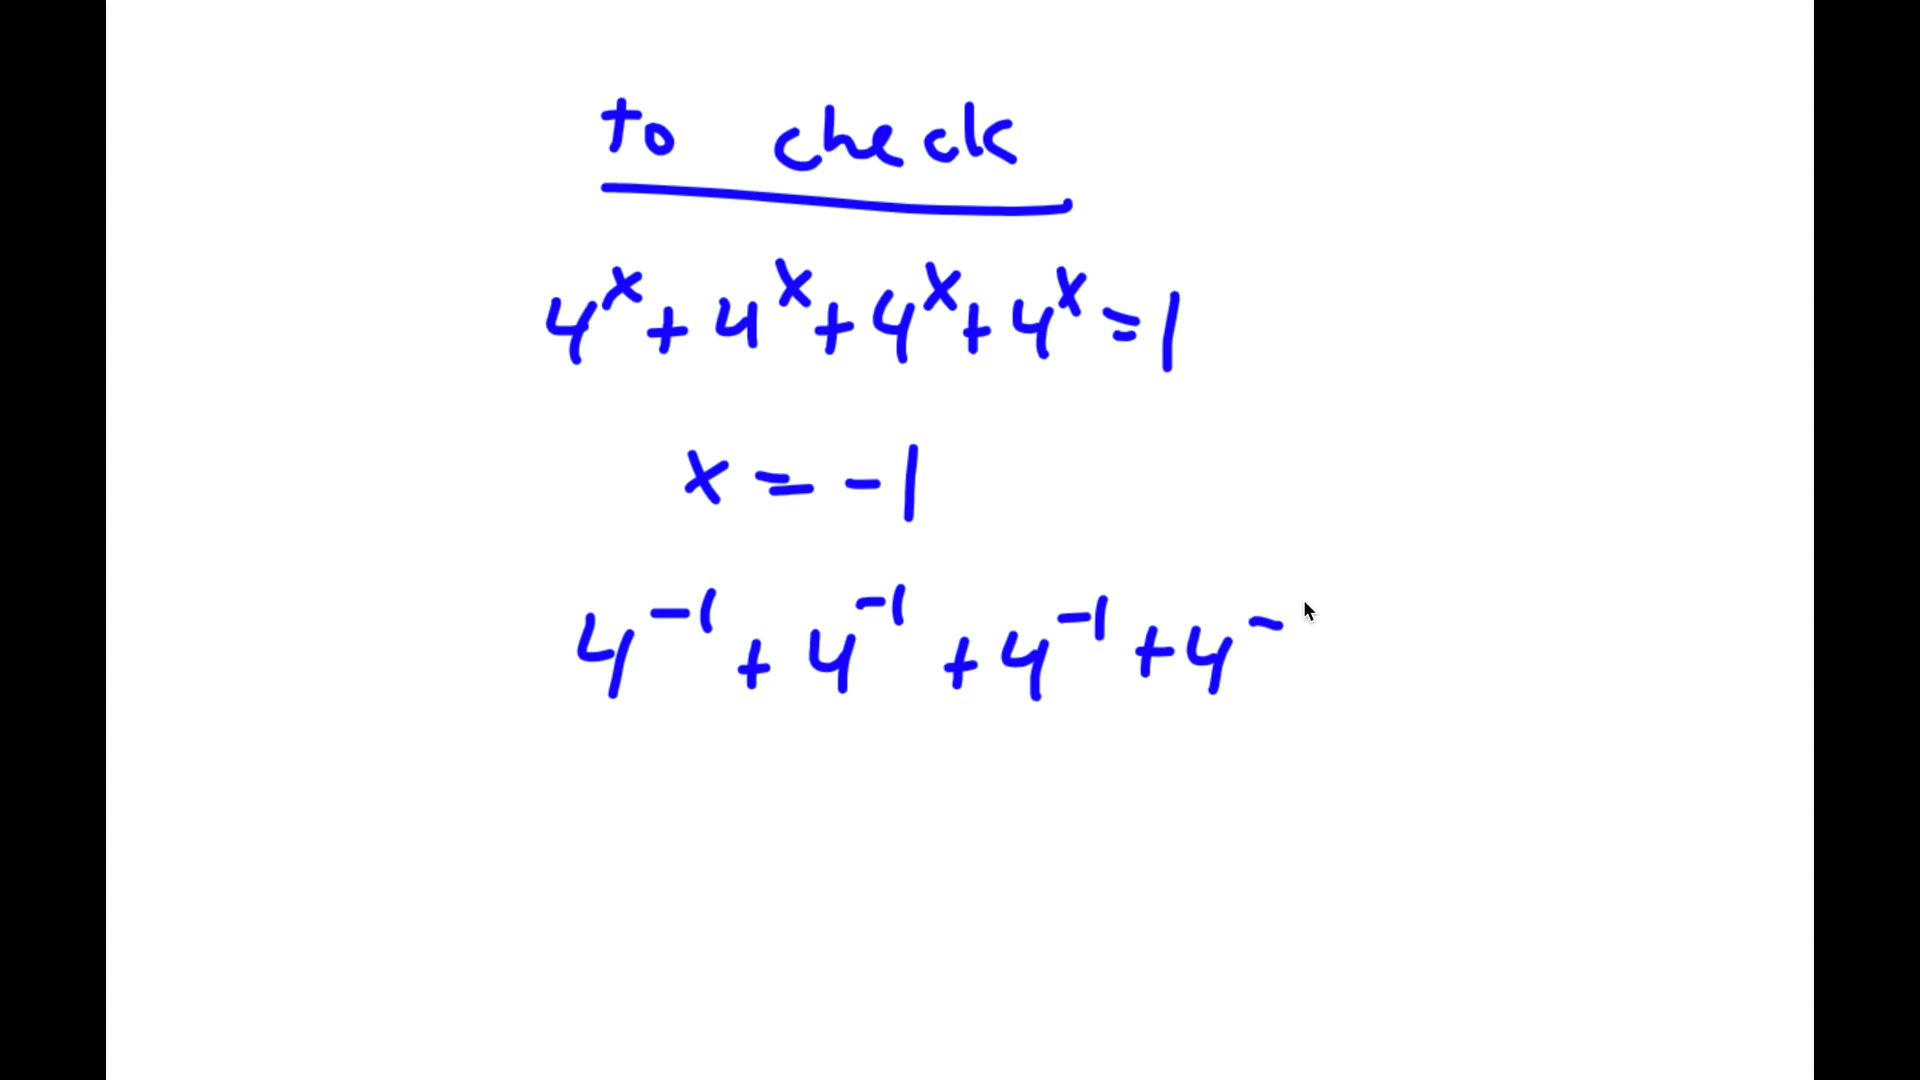 to check
4^x + 4^x + 4^x + 4^x = 1
x = -1
4^-1 + 4^-1 + 4^-1 + 4^-